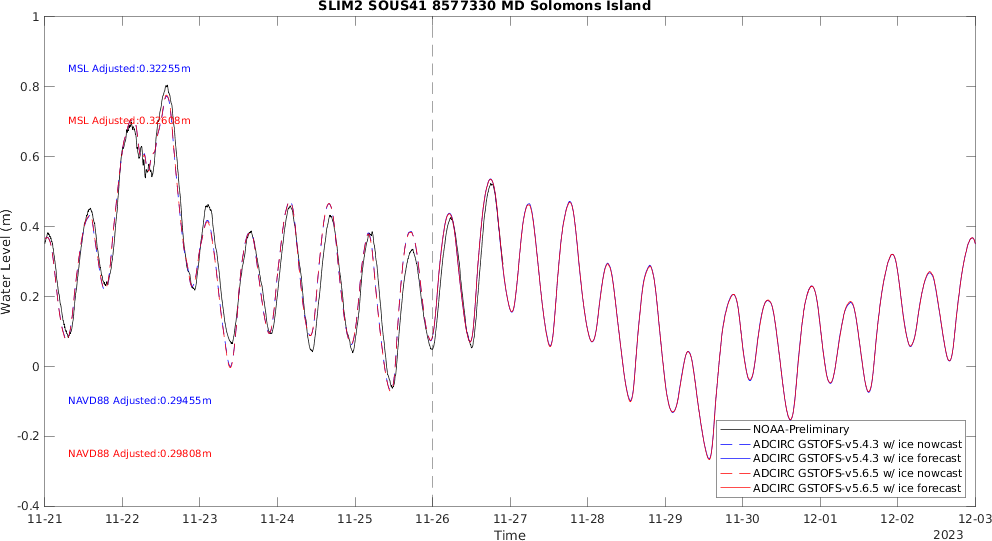 SLIM2 SOUS41 8577330 MD Solomons Island
1
0.8
0.6
0.4
0.2
0
-0.2
-0.4
Water Level (m)
MSL Adjusted:0.32255m
MSL Adjusted:0.32608m
NAVD88 Adjusted:0.29455m
NAVD88 Adjusted:0.29808m
NOAA-Preliminary
ADCIRC GSTOFS-v5.4.3 w/ ice nowcast
ADCIRC GSTOFS-v5.4.3 w/ ice forecast
ADCIRC GSTOFS-v5.6.5 w/ ice nowcast
ADCIRC GSTOFS-v5.6.5 w/ ice forecast
11-21 11-22 11-23 11-24 11-25 11-26 11-27 11-28 11-29 11-30 12-01 12-02 12-03
Time
2023